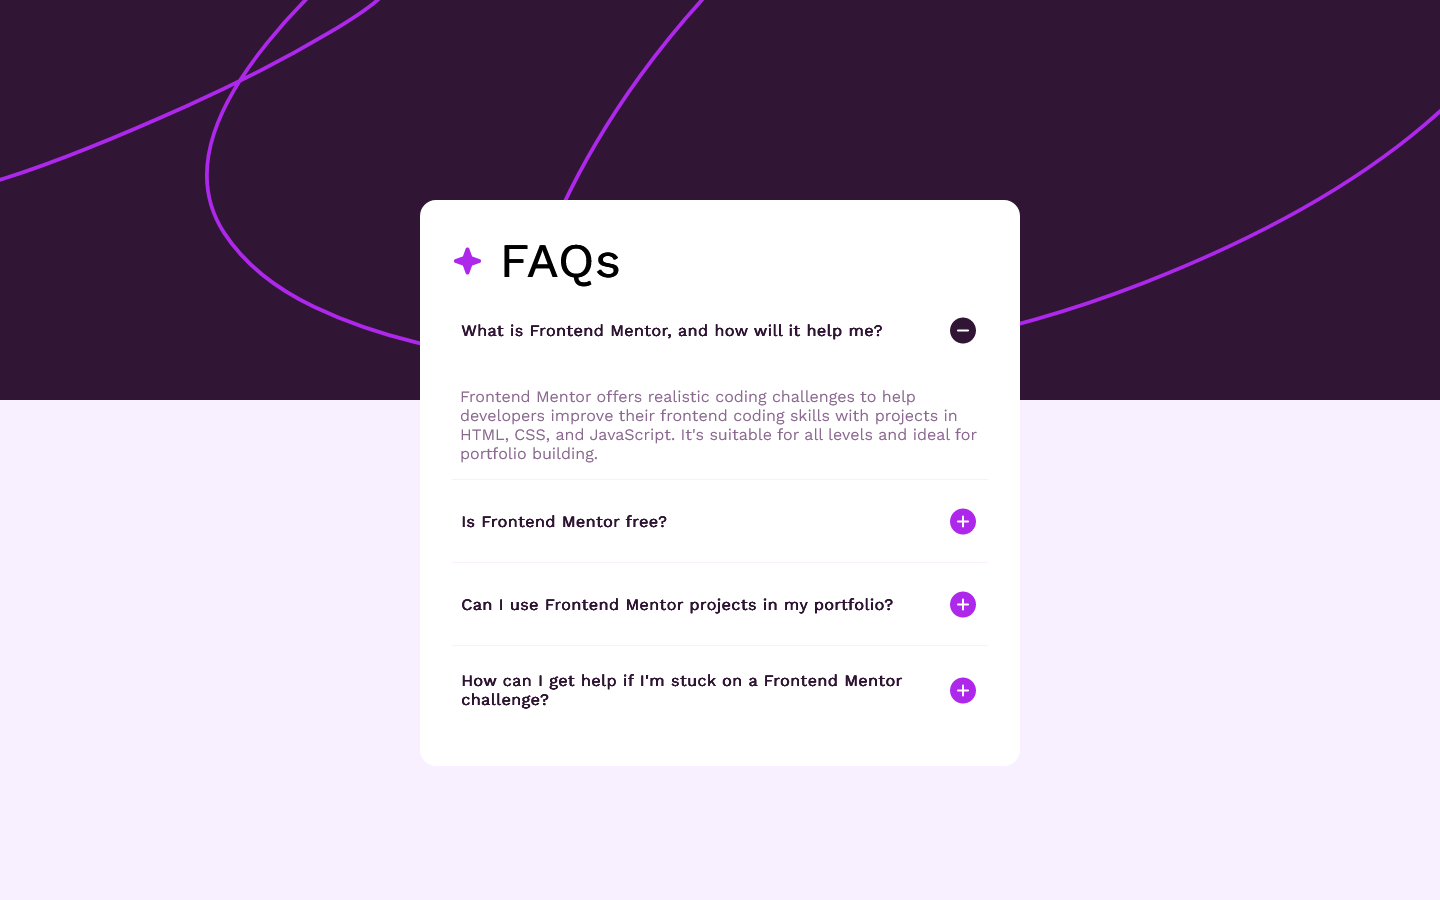 FAQs
What is Frontend Mentor, and how will it help me?
Frontend Mentor offers realistic coding challenges to help
developers improve their frontend coding skills with projects in
HTML, CSS, and JavaScript. It's suitable for all levels and ideal for
portfolio building.
Is Frontend Mentor free?
Can I use Frontend Mentor projects in my portfolio?
How can I get help if I'm stuck on a Frontend Mentor
challenge?